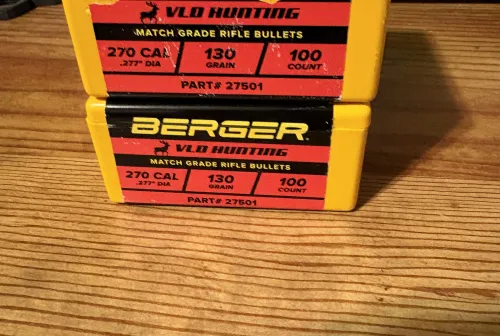 VLD HUNTING
MATCH GRADE RIFLE BULLETS
270 CAL 130 100
.277" DIA GRAIN COUNT
PART# 27501
BERGER
VLD HUNTING
MATCH GRADE RIFLE BULLETS
270 CAL 130 100
.277" DIA GRAIN COUNT
PART# 27501